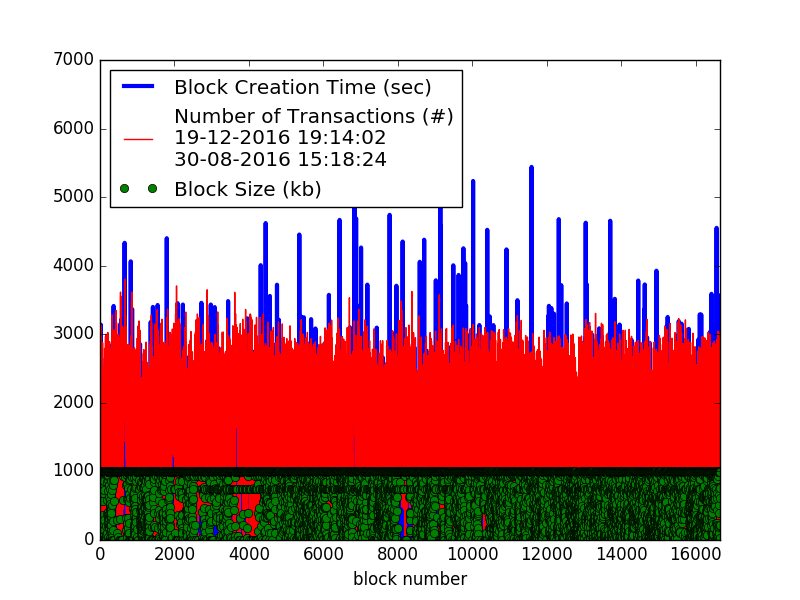 7000
6000
5000
4000
3000
2000
1000
0
Block Creation Time (sec)
Number of Transactions (#)
19-12-2016 19:14:02
30-08-2016 15:18:24
Block Size (kb)
0 2000 4000 6000 8000 10000 12000 14000 16000
block number